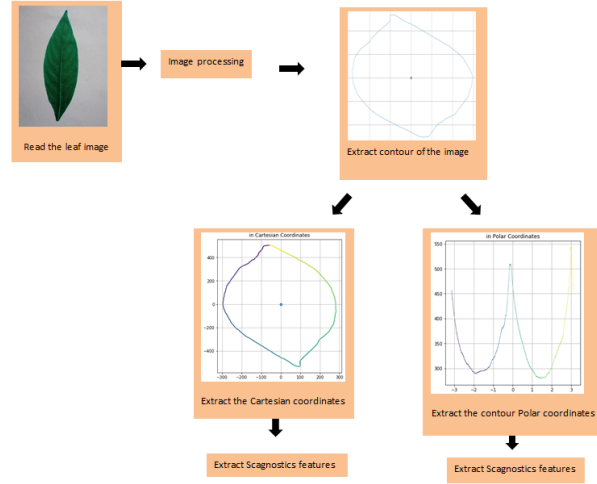 Read the leaf image
Image processing
Extract contour of the image
in Cartesian Coordinates
400
200
0
-200
-400
-300 -200 -100 0 100 200 300
Extract the Cartesian coordinates
Extract Scagnostics features
in Polar Coordinates
550
500
450
400
350
300
-3 -2 -1 0 1 2 3
Extract the contour Polar coordinates
Extract Scagnostics features